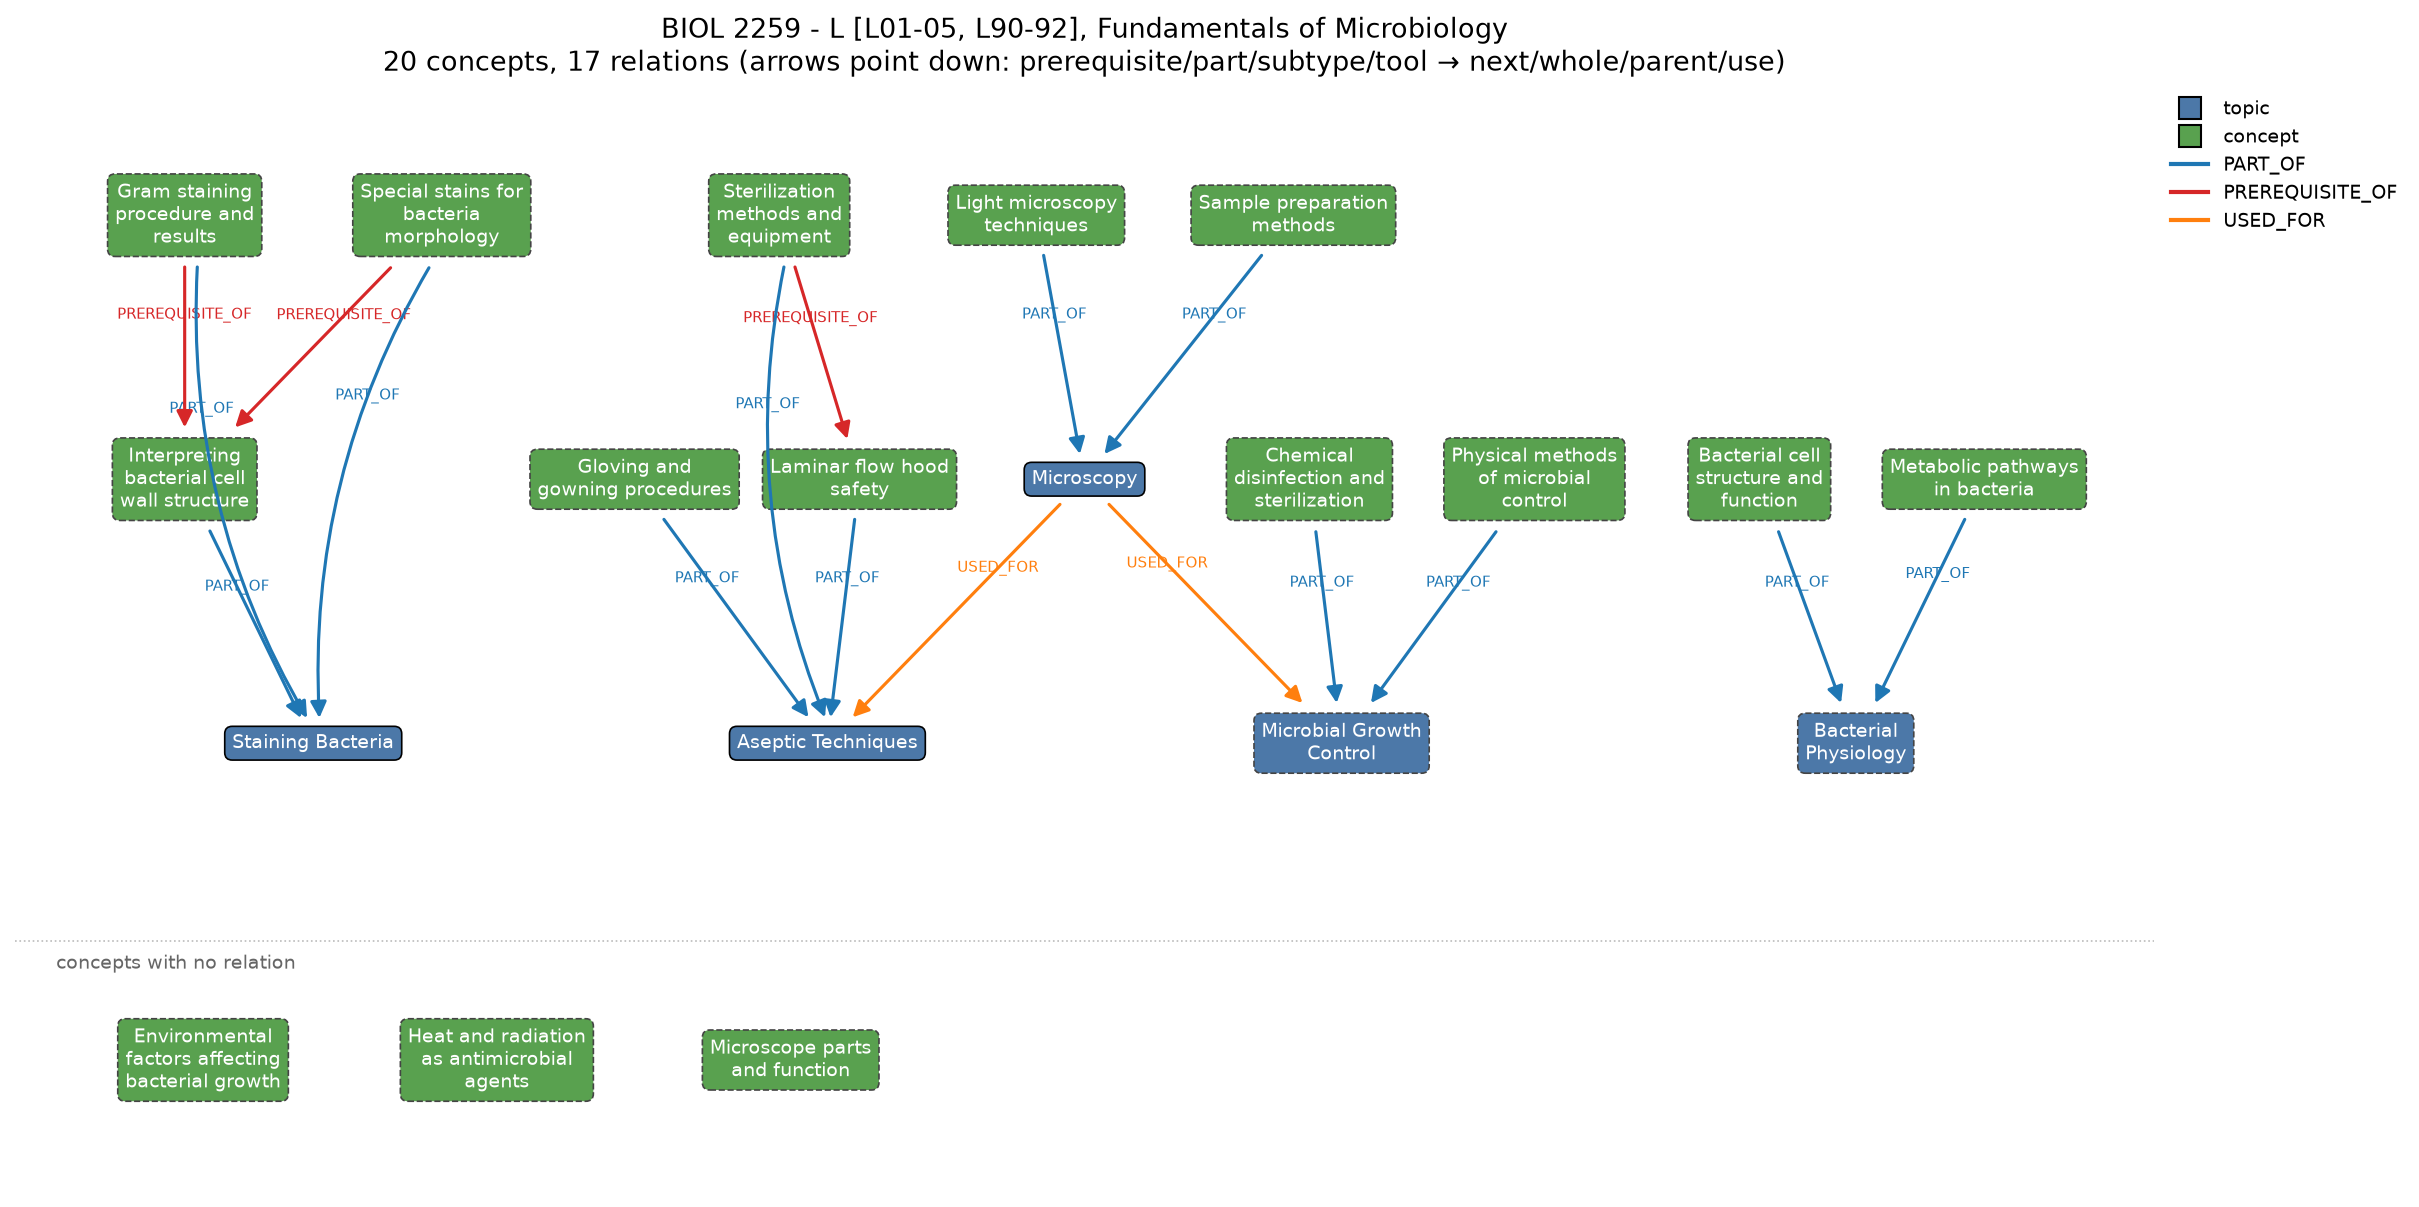 BIOL 2259 - L [L01-05, L90-92], Fundamentals of Microbiology
20 concepts, 17 relations (arrows point down: prerequisite/part/subtype/tool → next/whole/parent/use)
topic
concept
PART_OF
PREREQUISITE_OF
USED_FOR
Gram staining
procedure and
results
Special stains for
bacteria
morphology
Sterilization
methods and
equipment
Light microscopy
techniques
Sample preparation
methods
PREREQUISITE_OF
PREREQUISITE_OF
PREREQUISITE_OF
PART_OF
PART_OF
PART_OF
PART_OF
PART_OF
Interpreting
bacterial cell
wall structure
Gloving and
gowning procedures
Laminar flow hood
safety
Microscopy
Chemical
disinfection and
sterilization
Physical methods
of microbial
control
Bacterial cell
structure and
function
Metabolic pathways
in bacteria
PART_OF
PART_OF
PART_OF
USED_FOR
USED_FOR
PART_OF
PART_OF
PART_OF
PART_OF
Staining Bacteria
Aseptic Techniques
Microbial Growth
Control
Bacterial
Physiology
concepts with no relation
Environmental
factors affecting
bacterial growth
Heat and radiation
as antimicrobial
agents
Microscope parts
and function